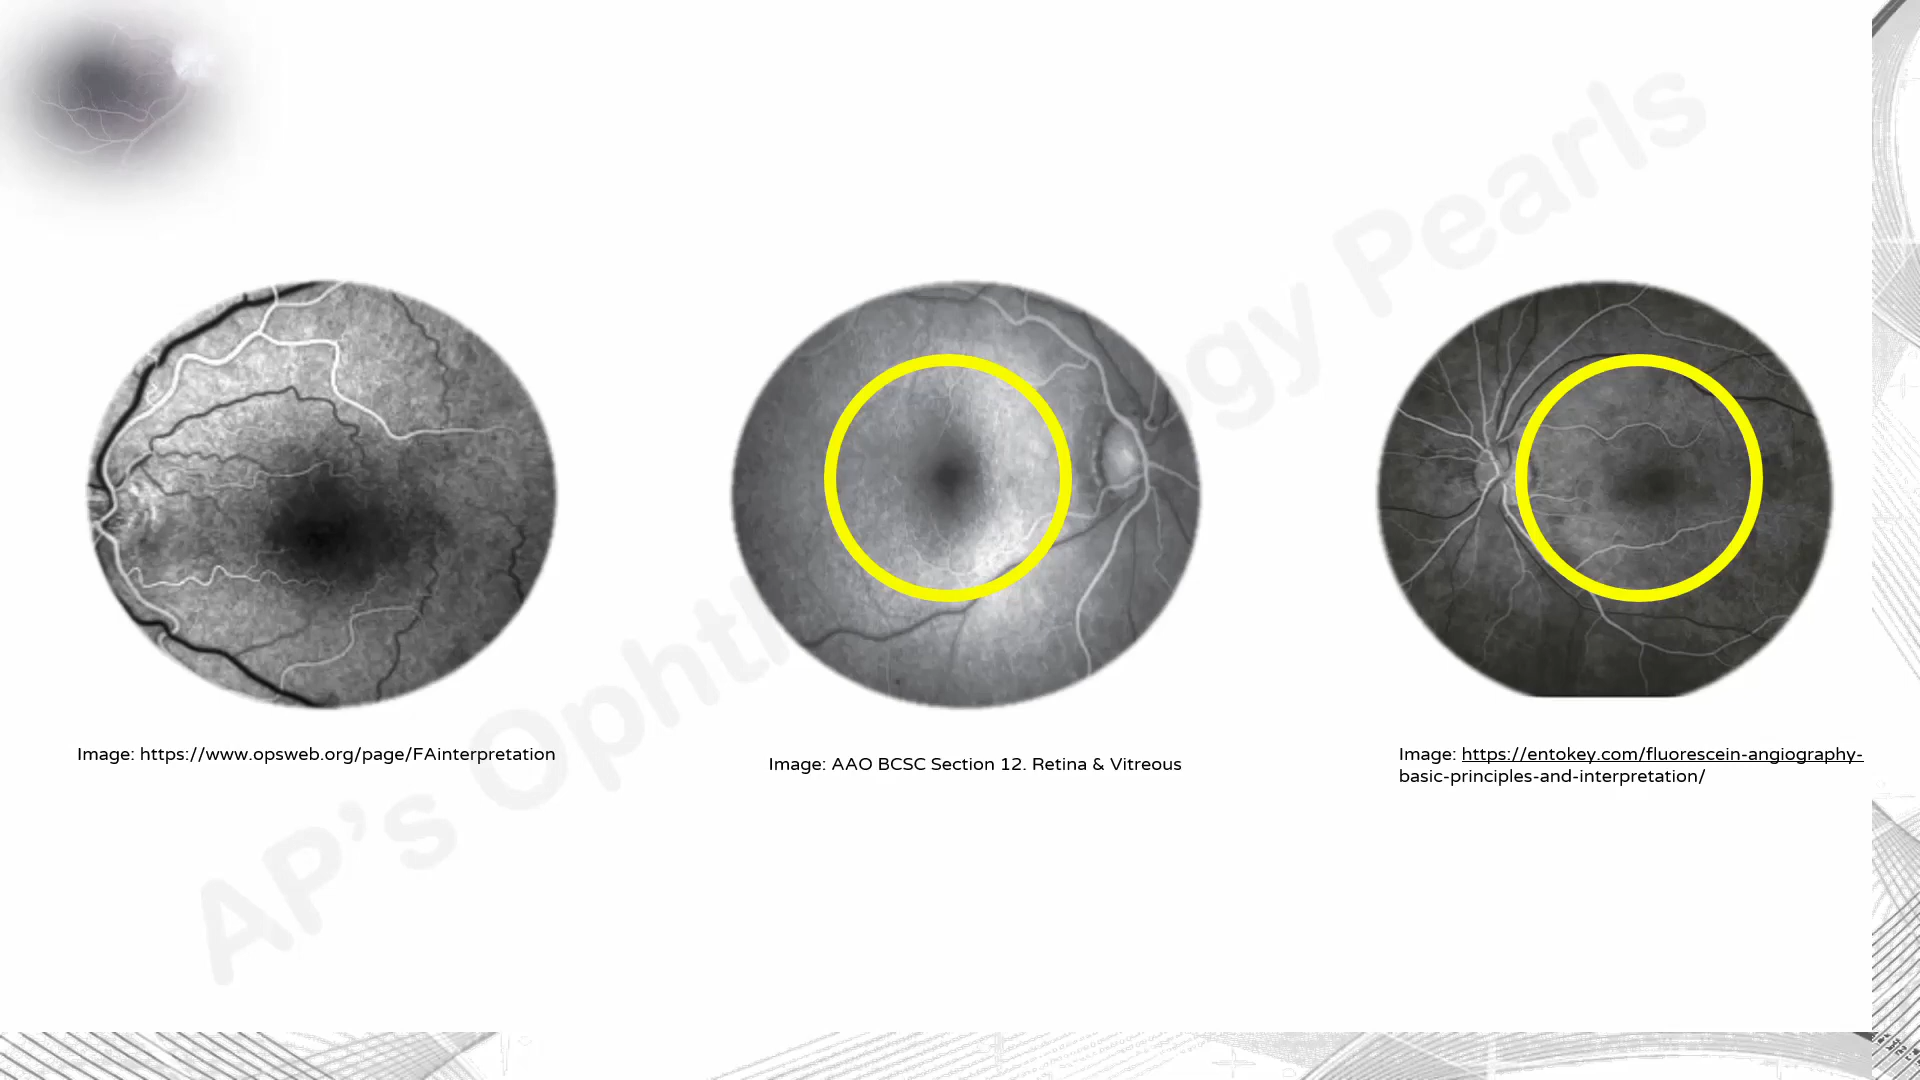 AP's Ophthalmology Pearls
Image: https://www.opsweb.org/page/FAinterpretation
Image: AAO BCSC Section 12. Retina & Vitreous
Image: https://entokey.com/fluorescein-angiography-
basic-principles-and-interpretation/